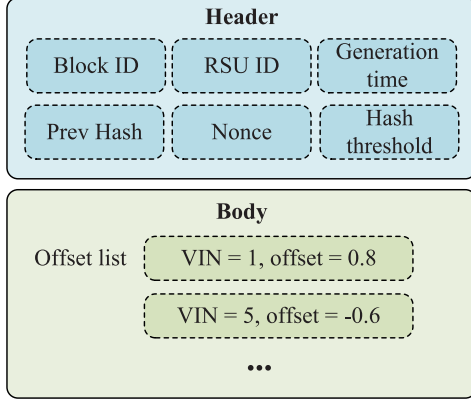 Header
Block ID
RSU ID
Generation
time
Prev Hash
Nonce
Hash
threshold
Body
Offset list
VIN = 1, offset = 0.8
VIN = 5, offset = -0.6
...